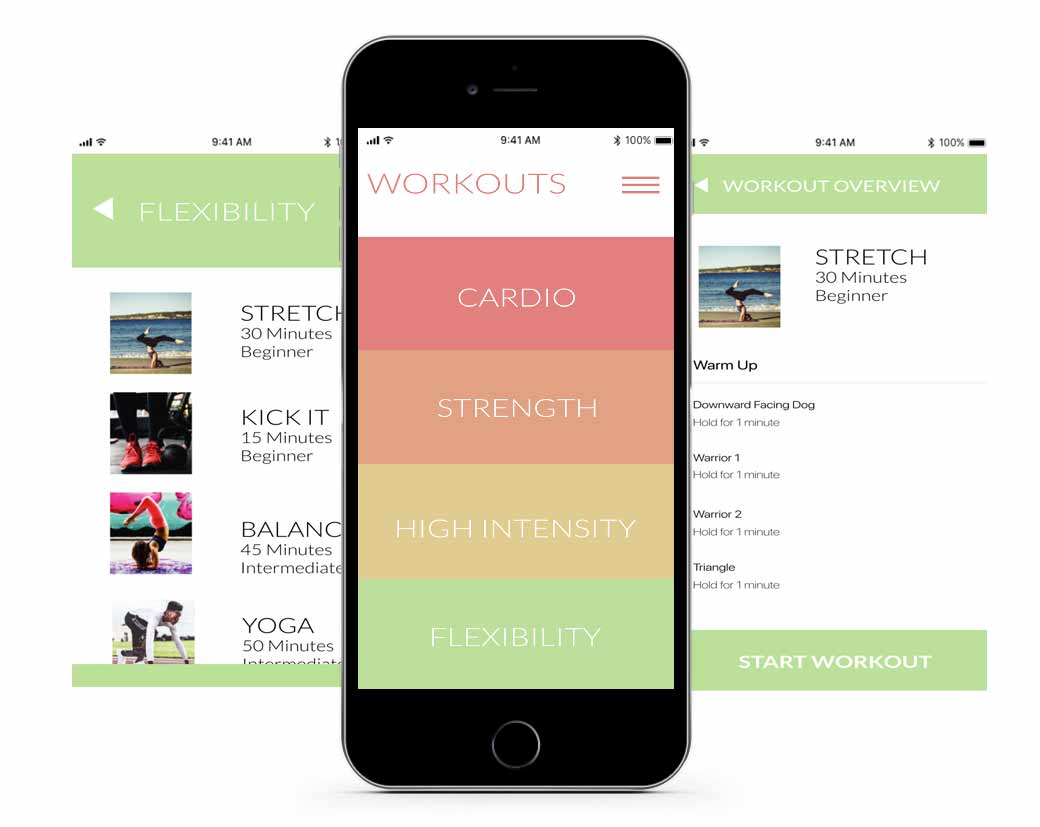 9:41 AM
FLEXIBILITY
STRETCH
30 Minutes
Beginner
KICK IT
15 Minutes
Beginner
BALANC
45 Minutes
Intermediate
YOGA
50 Minutes
Intermediate
9:41 AM
100%
WORKOUTS
CARDIO
STRENGTH
HIGH INTENSITY
FLEXIBILITY
9:41 AM
100%
WORKOUT OVERVIEW
STRETCH
30 Minutes
Beginner
Warm Up
Downward Facing Dog
Hold for 1 minute
Warrior 1
Hold for 1 minute
Warrior 2
Hold for 1 minute
Triangle
Hold for 1 minute
START WORKOUT